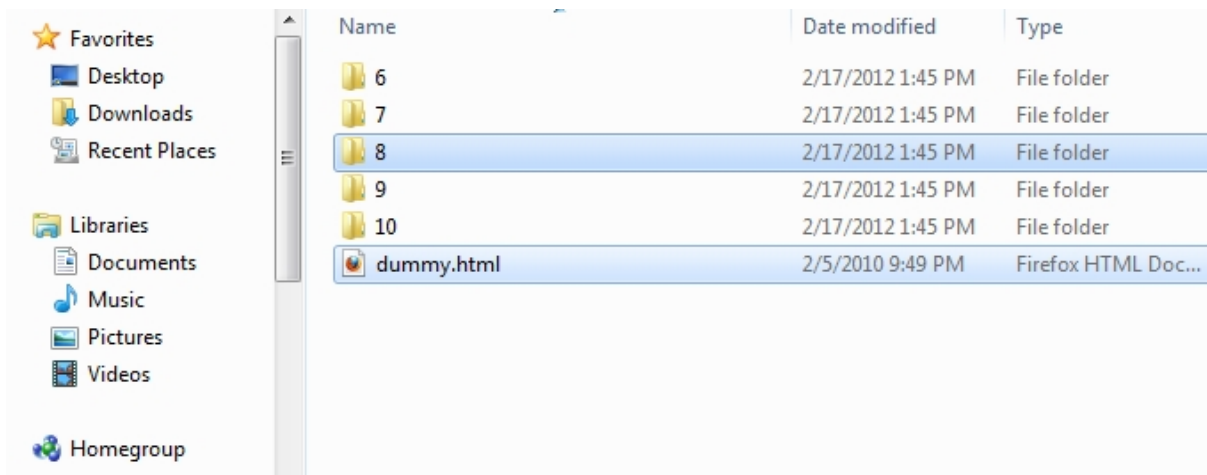 Favorites
Desktop
Downloads
Recent Places
Libraries
Documents
Music
Pictures
Videos
Homegroup
Name Date modified Type
6 2/17/2012 1:45 PM File folder
7 2/17/2012 1:45 PM File folder
8 2/17/2012 1:45 PM File folder
9 2/17/2012 1:45 PM File folder
10 2/17/2012 1:45 PM File folder
dummy.html 2/5/2010 9:49 PM Firefox HTML Doc...